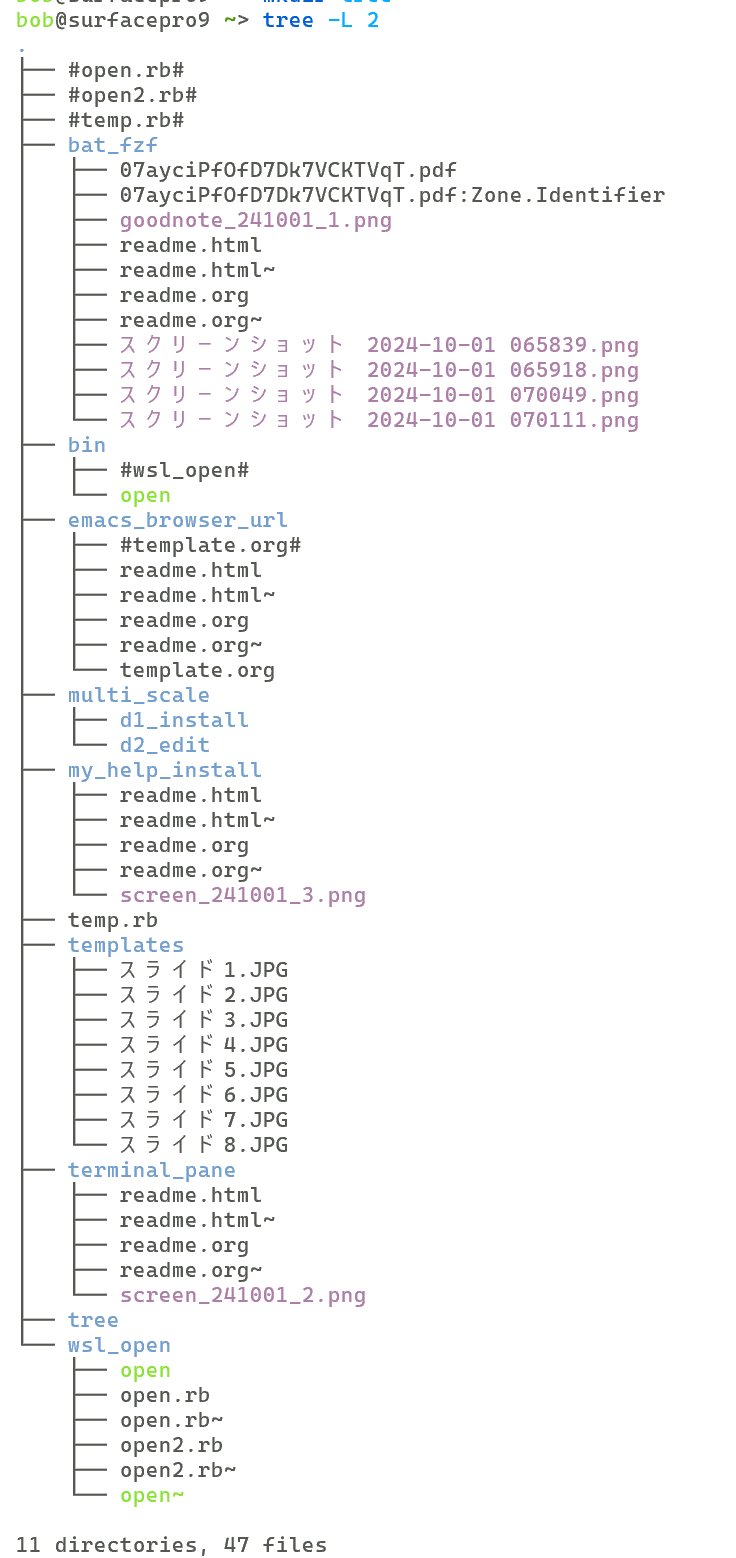 bob@surfacepro9 ~> tree -L 2
.
├── #open.rb#
├── #open2.rb#
├── #temp.rb#
├── bat_fzf
│   ├── 07ayciPfOfD7Dk7VCKTVqT.pdf
│   ├── 07ayciPfOfD7Dk7VCKTVqT.pdf:Zone.Identifier
│   ├── goodnote_241001_1.png
│   ├── readme.html
│   ├── readme.html~
│   ├── readme.org
│   ├── readme.org~
│   ├── スクリーンショット 2024-10-01 065839.png
│   ├── スクリーンショット 2024-10-01 065918.png
│   ├── スクリーンショット 2024-10-01 070049.png
│   └── スクリーンショット 2024-10-01 070111.png
├── bin
│   ├── #wsl_open#
│   └── open
├── emacs_browser_url
│   ├── #template.org#
│   ├── readme.html
│   ├── readme.html~
│   ├── readme.org
│   ├── readme.org~
│   └── template.org
├── multi_scale
│   ├── d1_install
│   └── d2_edit
├── my_help_install
│   ├── readme.html
│   ├── readme.html~
│   ├── readme.org
│   ├── readme.org~
│   └── screen_241001_3.png
├── temp.rb
├── templates
│   ├── スライド1.JPG
│   ├── スライド2.JPG
│   ├── スライド3.JPG
│   ├── スライド4.JPG
│   ├── スライド5.JPG
│   ├── スライド6.JPG
│   ├── スライド7.JPG
│   └── スライド8.JPG
├── terminal_pane
│   ├── readme.html
│   ├── readme.html~
│   ├── readme.org
│   ├── readme.org~
│   └── screen_241001_2.png
├── tree
└── wsl_open
    ├── open
    ├── open.rb
    ├── open.rb~
    ├── open2.rb
    ├── open2.rb~
    └── open~
11 directories, 47 files